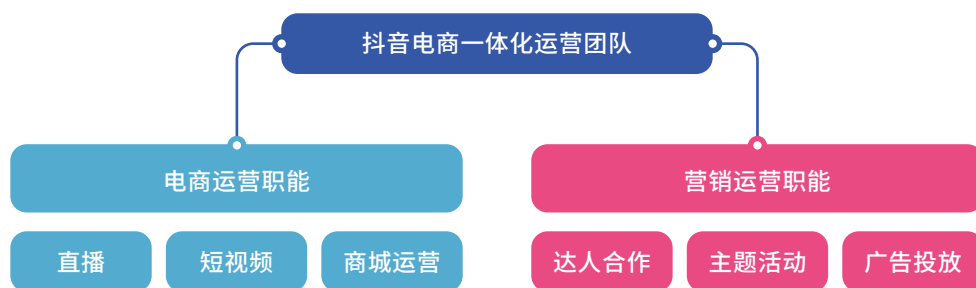 抖音电商一体化运营团队
电商运营职能
营销运营职能
直播
短视频
商城运营
达人合作
主题活动
广告投放